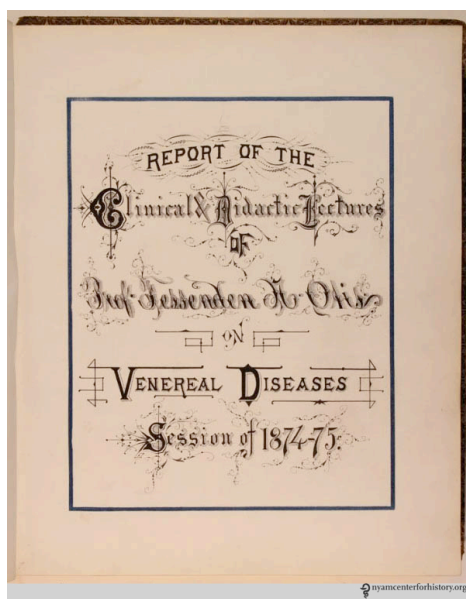 REPORT OF THE
Clinical & Didactic Lectures
OF
Prof. Fessenden N. Otis
ON
VENEREAL DISEASES
Session of 1874-75.
nyamcenterforhistory.org